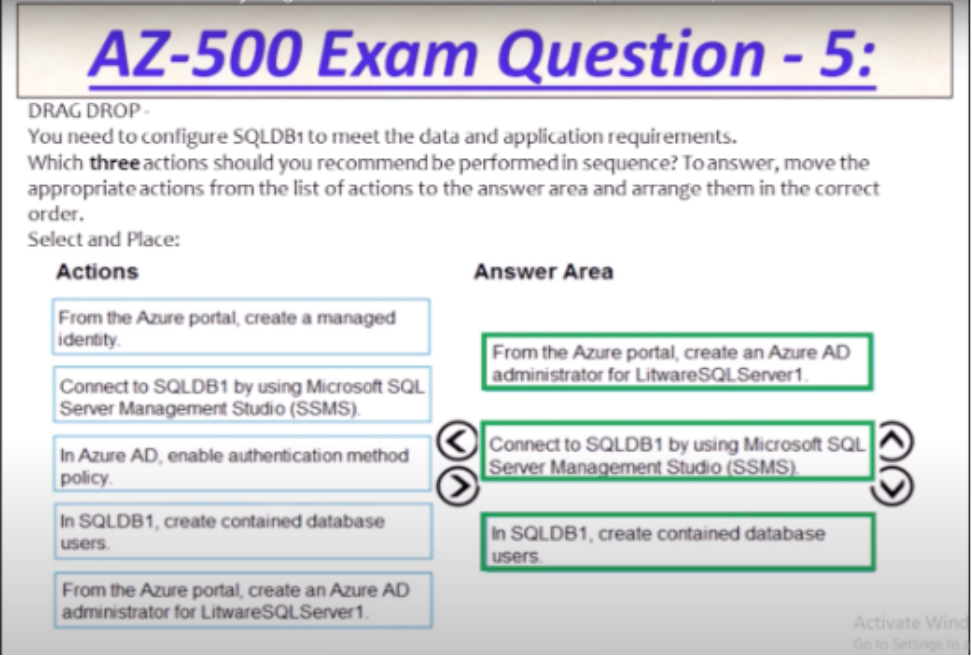 AZ-500 Exam Question - 5:
DRAG DROP -
You need to configure SQLDB1 to meet the data and application requirements.
Which three actions should you recommend be performed in sequence? To answer, move the
appropriate actions from the list of actions to the answer area and arrange them in the correct
order.
Select and Place:
Actions
From the Azure portal, create a managed
identity.
Connect to SQLDB1 by using Microsoft SQL
Server Management Studio (SSMS).
In Azure AD, enable authentication method
policy.
In SQLDB1, create contained database
users.
From the Azure portal, create an Azure AD
administrator for LitwareSQLServer1.
Answer Area
From the Azure portal, create an Azure AD
administrator for LitwareSQLServer1.
Connect to SQLDB1 by using Microsoft SQL
Server Management Studio (SSMS).
In SQLDB1, create contained database
users.
Activate Wind
Go to Settings to a